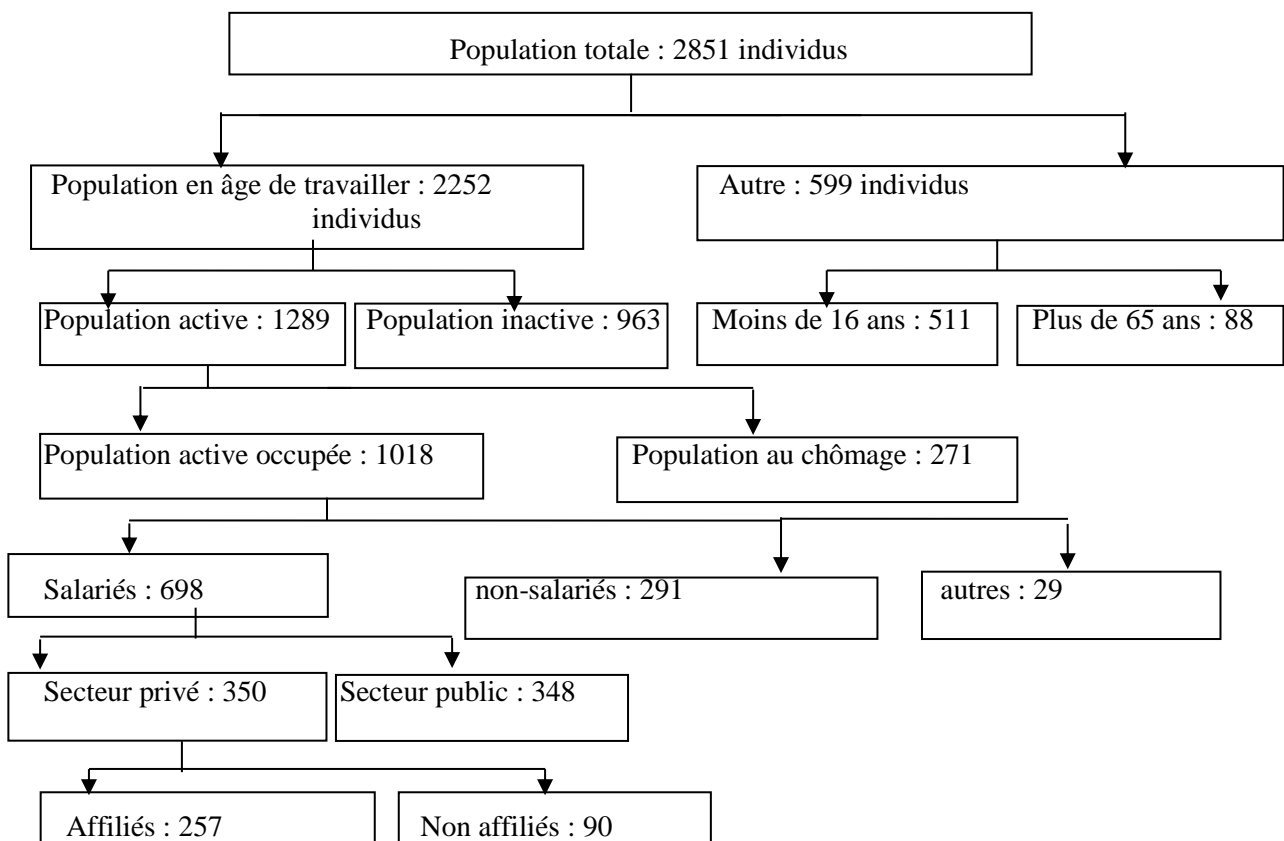 Population totale : 2851 individus
Population en âge de travailler : 2252
individus
Autre : 599 individus
Population active : 1289
Population inactive : 963
Moins de 16 ans : 511
Plus de 65 ans : 88
Population active occupée : 1018
Population au chômage : 271
Salariés : 698
non-salariés : 291
autres : 29
Secteur privé : 350
Secteur public : 348
Affiliés : 257
Non affiliés : 90